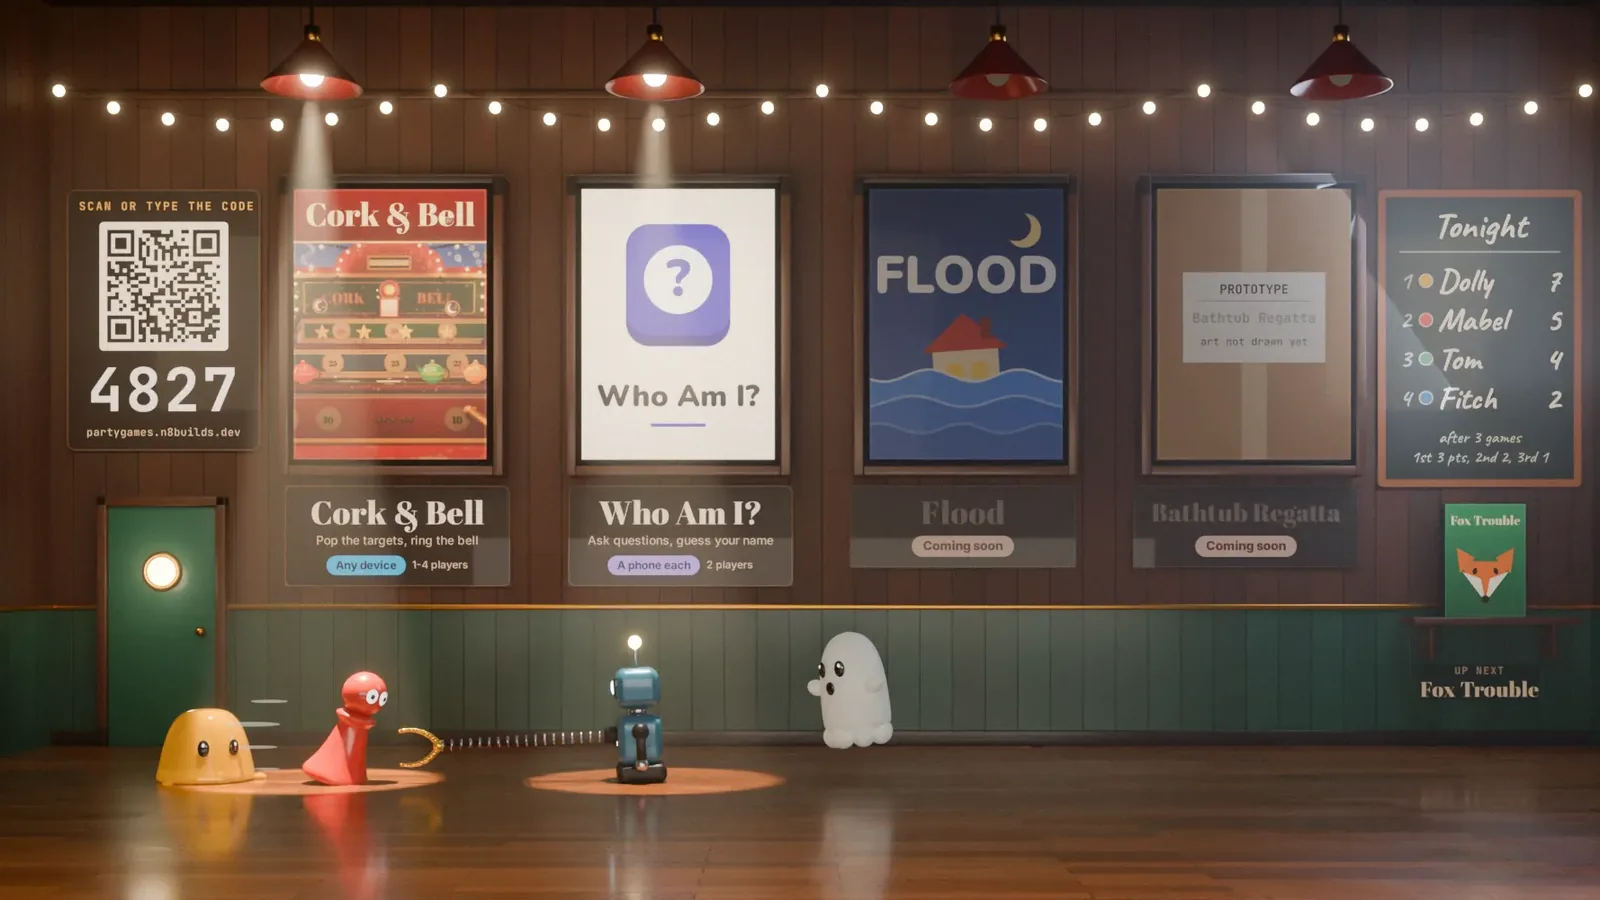 SCAN OR TYPE THE CODE
4827
partygames.n8builds.dev
Cork & Bell
CORK BELL
Cork & Bell
Pop the targets, ring the bell
Any device 1-4 players
?
Who Am I?
Who Am I?
Ask questions, guess your name
A phone each 2 players
FLOOD
Flood
Coming soon
PROTOTYPE
Bathtub Regatta
art not drawn yet
Bathtub Regatta
Coming soon
Tonight
1 Dolly 7
2 Mabel 5
3 Tom 4
4 Fitch 2
after 3 games
1st 3 pts, 2nd 2, 3rd 1
Fox Trouble
UP NEXT
Fox Trouble